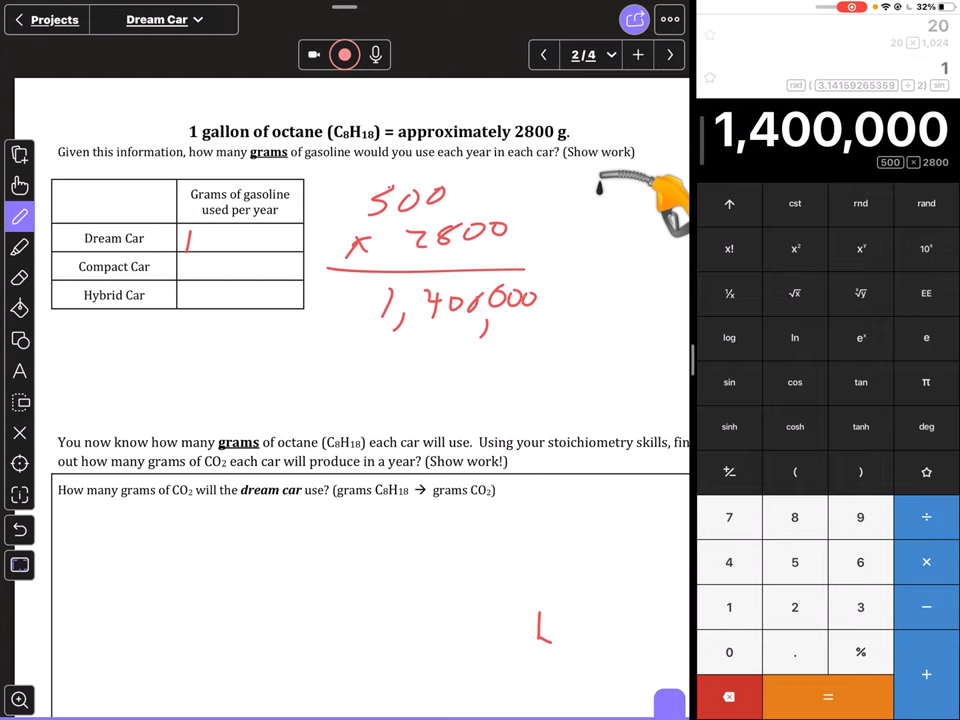 Projects
Dream Car
2/4
1 gallon of octane (C₈H₁₈) = approximately 2800 g.
Given this information, how many grams of gasoline would you use each year in each car? (Show work)
Grams of gasoline
used per year
Dream Car
1
Compact Car
Hybrid Car
500
x 2800
1,400,000
You now know how many grams of octane (C₈H₁₈) each car will use. Using your stoichiometry skills, fin
out how many grams of CO₂ each car will produce in a year? (Show work!)
How many grams of CO₂ will the dream car use? (grams C₈H₁₈ → grams CO₂)
A
32%
20
20 × 1,024
1
rad ( 3.14159265359 ÷ 2) sin
1,400,000
500 × 2800
cst rnd rand
x! x² xʸ 10ˣ
¹/ₓ √x ʸ√x EE
log ln eˣ e
sin cos tan π
sinh cosh tanh deg
+/- ( )
7 8 9 ÷
4 5 6 ×
1 2 3 −
0 . % +
=